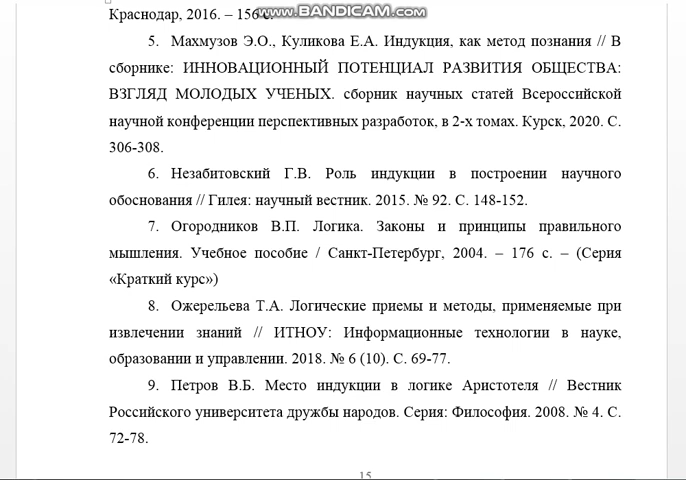 www.BANDICAM.com
Краснодар, 2016. – 156 с.
5. Махмузов Э.О., Куликова Е.А. Индукция, как метод познания // В
сборнике: ИННОВАЦИОННЫЙ ПОТЕНЦИАЛ РАЗВИТИЯ ОБЩЕСТВА:
ВЗГЛЯД МОЛОДЫХ УЧЕНЫХ. сборник научных статей Всероссийской
научной конференции перспективных разработок, в 2-х томах. Курск, 2020. С.
306-308.
6. Незабитовский Г.В. Роль индукции в построении научного
обоснования // Гилея: научный вестник. 2015. № 92. С. 148-152.
7. Огородников В.П. Логика. Законы и принципы правильного
мышления. Учебное пособие / Санкт-Петербург, 2004. – 176 с. – (Серия
«Краткий курс»)
8. Ожерельева Т.А. Логические приемы и методы, применяемые при
извлечении знаний // ИТНОУ: Информационные технологии в науке,
образовании и управлении. 2018. № 6 (10). С. 69-77.
9. Петров В.Б. Место индукции в логике Аристотеля // Вестник
Российского университета дружбы народов. Серия: Философия. 2008. № 4. С.
72-78.
15